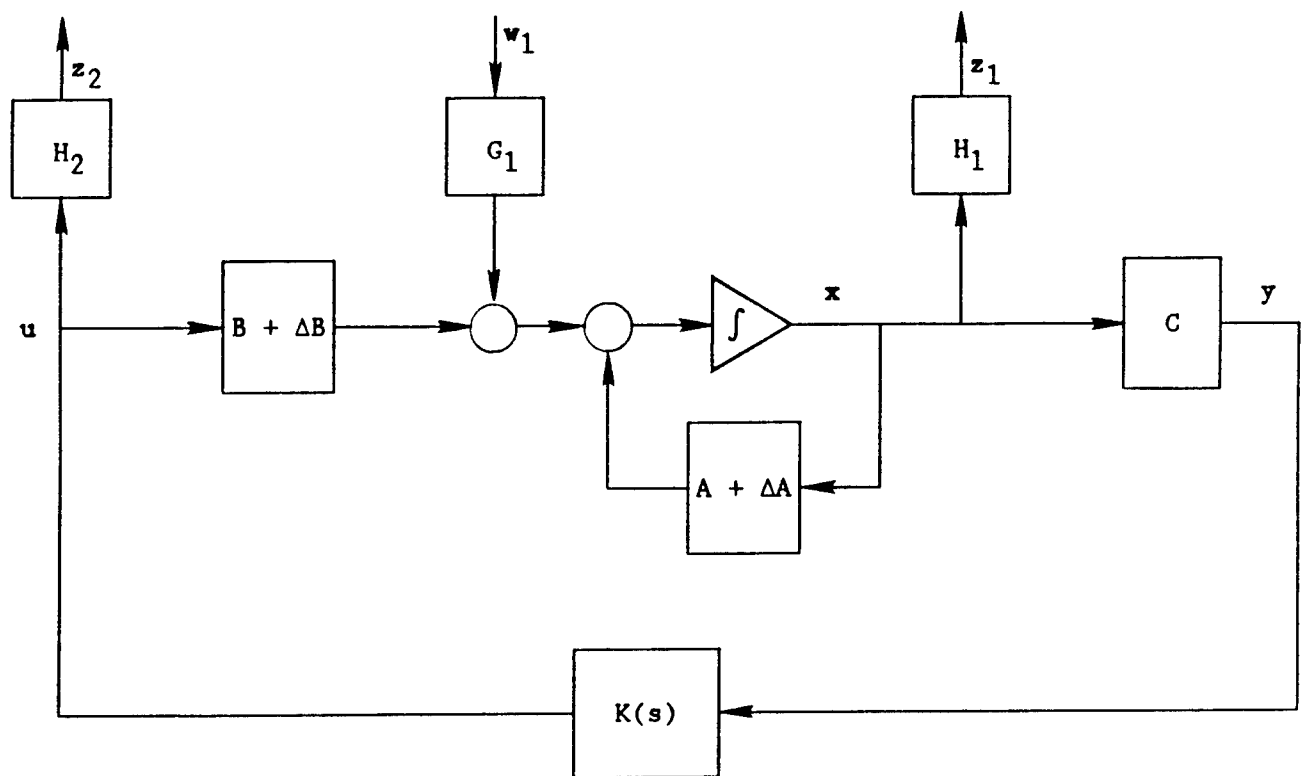 z₂
w₁
z₁
H₂
G₁
H₁
u
B + ΔB
∫
x
C
y
A + ΔA
K(s)